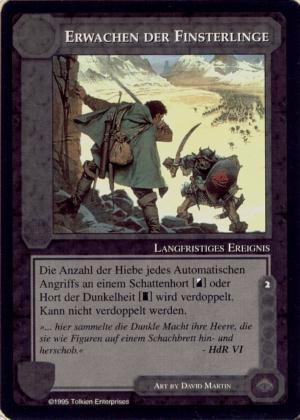 Erwachen der Finsterlinge
Langfristiges Ereignis
Die Anzahl der Hiebe jedes Automatischen
Angriffs an einem Schattenhort [] oder
Hort der Dunkelheit [] wird verdoppelt.
Kann nicht verdoppelt werden.
2
»... hier sammelte die Dunkle Macht ihre Heere, die
sie wie Figuren auf einem Schachbrett hin- und
herschob.« - HdR VI
Art by David Martin
©1995 Tolkien Enterprises